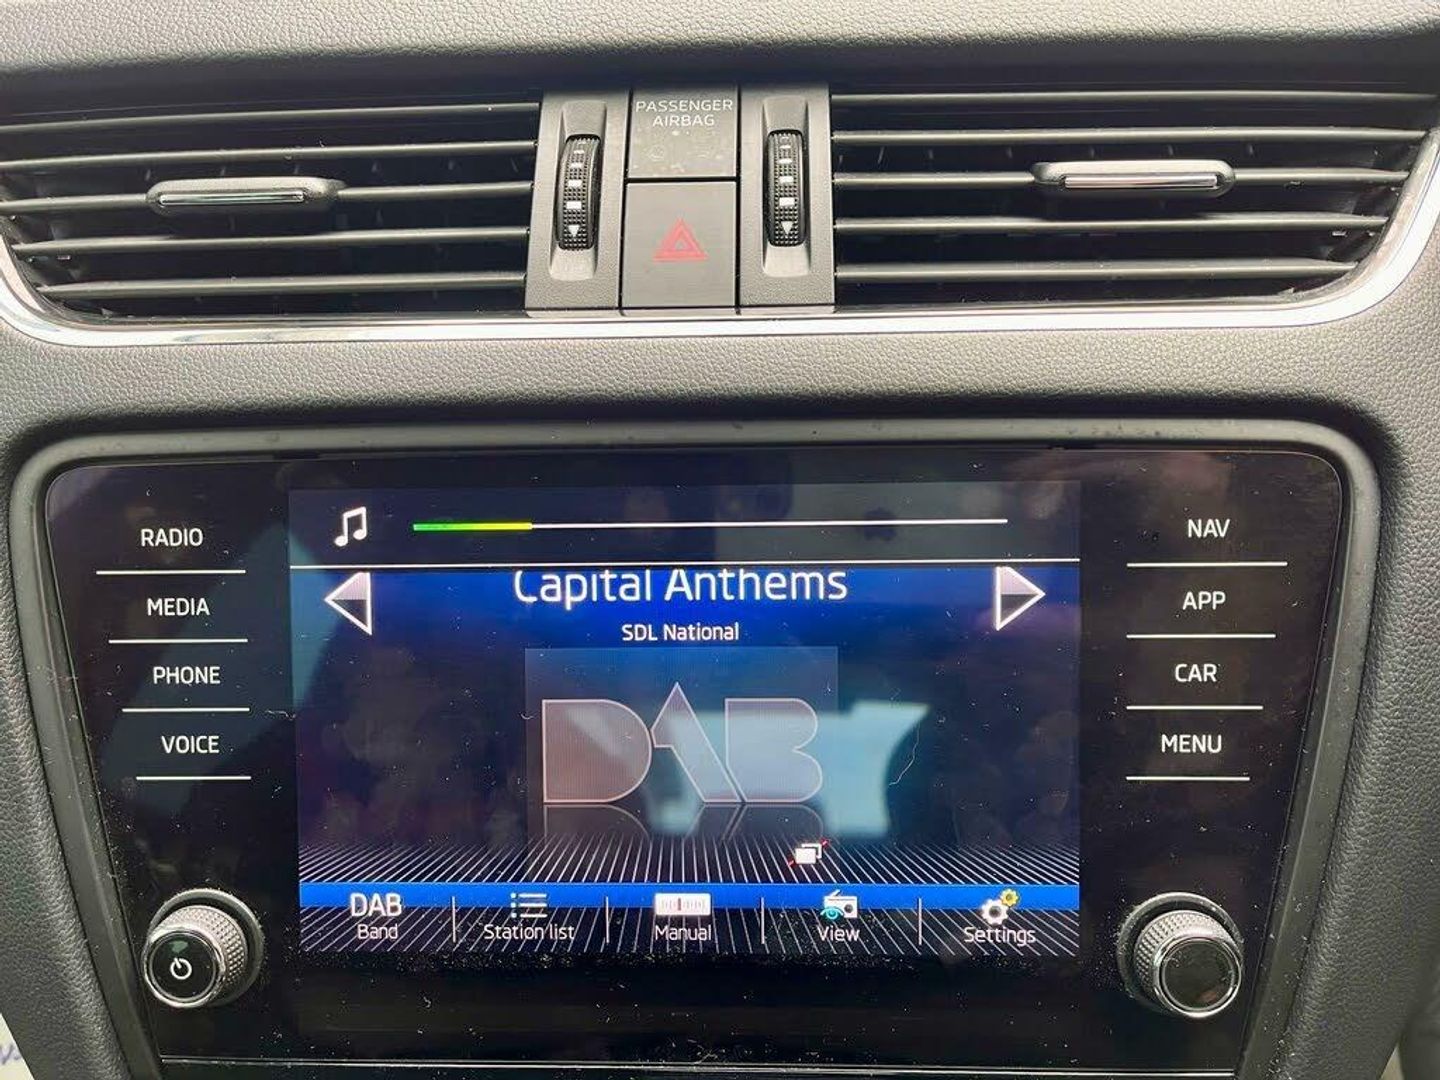 PASSENGER
AIRBAG
RADIO
MEDIA
PHONE
VOICE
Capital Anthems
SDL National
DAB
DAB
Band
Station list
Manual
View
Settings
NAV
APP
CAR
MENU